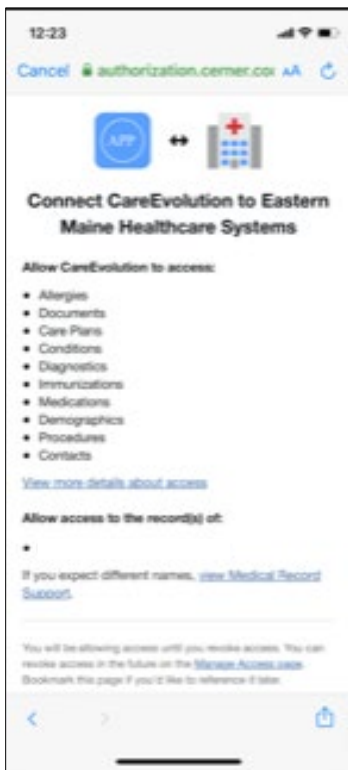 12:23
Cancel authorization.cerner.cor AA
APP
Connect CareEvolution to Eastern
Maine Healthcare Systems
Allow CareEvolution to access:
• Allergies
• Documents
• Care Plans
• Conditions
• Diagnostics
• Immunizations
• Medications
• Demographics
• Procedures
• Contacts
View more details about access
Allow access to the record(s) of:
•
If you expect different names, view Medical Record
Support.
You will be allowing access until you revoke access. You can
revoke access in the future on the Manage Access page.
Bookmark this page if you'd like to reference it later.